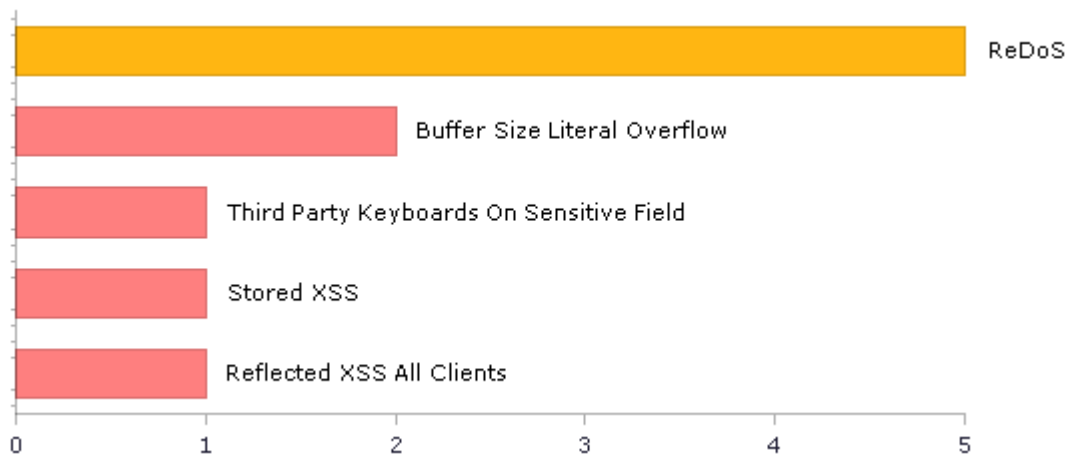 ReDoS
Buffer Size Literal Overflow
Third Party Keyboards On Sensitive Field
Stored XSS
Reflected XSS All Clients
0 1 2 3 4 5